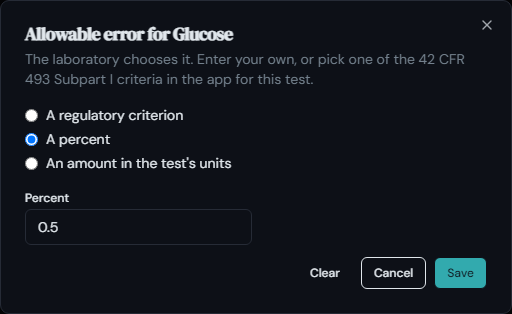 Allowable error for Glucose
The laboratory chooses it. Enter your own, or pick one of the 42 CFR
493 Subpart I criteria in the app for this test.
A regulatory criterion
A percent
An amount in the test's units
Percent
0.5
Clear
Cancel
Save